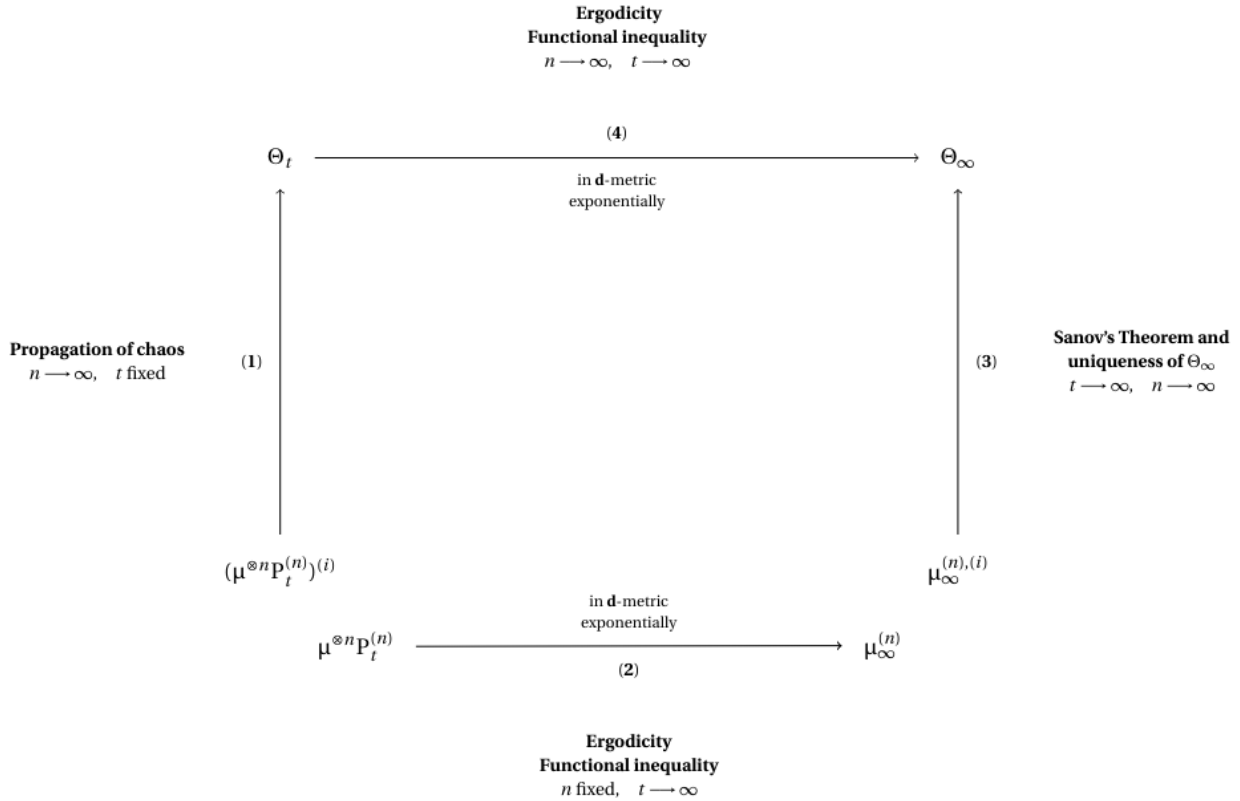 Ergodicity
Functional inequality
n ⟶ ∞, t ⟶ ∞
(4)
Θ_t
Θ_∞
in d-metric
exponentially
Propagation of chaos
n ⟶ ∞, t fixed
(1)
(3)
Sanov's Theorem and
uniqueness of Θ_∞
t ⟶ ∞, n ⟶ ∞
(μ^{⊗n}P_t^{(n)})^{(i)}
μ_∞^{(n),(i)}
in d-metric
exponentially
μ^{⊗n}P_t^{(n)}
μ_∞^{(n)}
(2)
Ergodicity
Functional inequality
n fixed, t ⟶ ∞